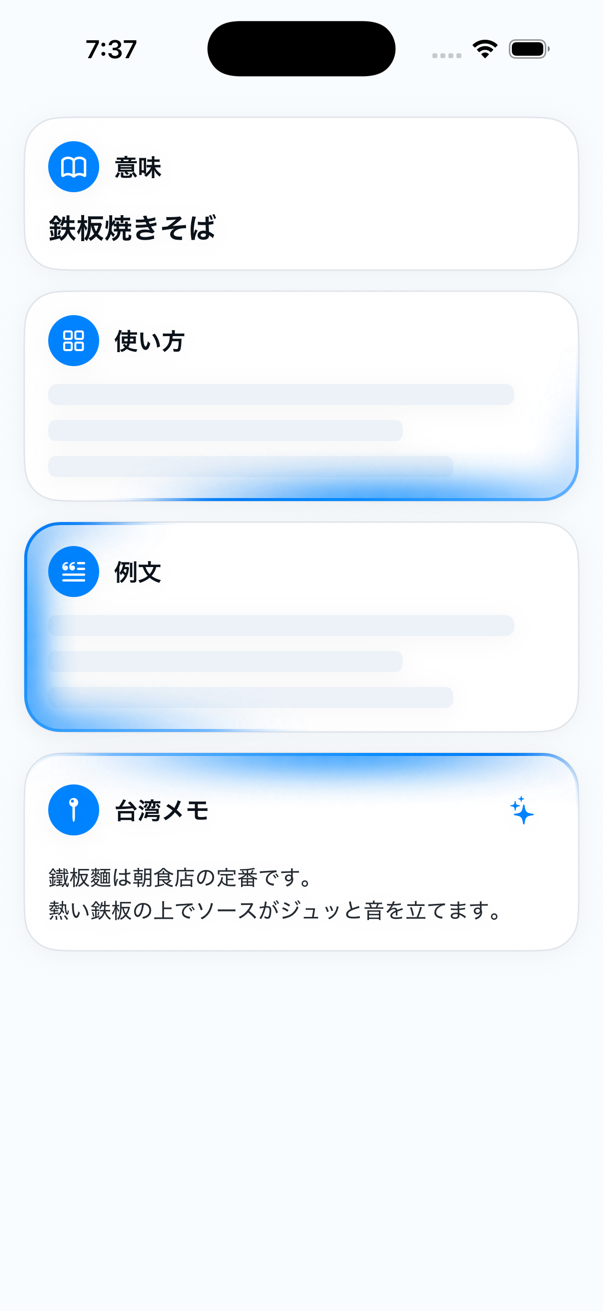 7:37
意味
鉄板焼きそば
使い方
例文
台湾メモ
鐵板麵は朝食店の定番です。
熱い鉄板の上でソースがジュッと音を立てます。